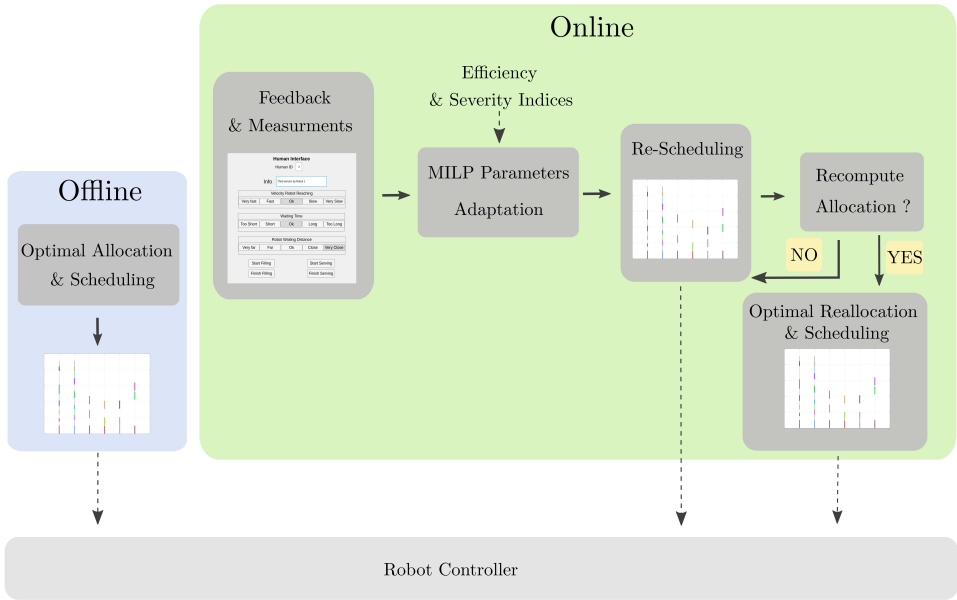 Online
Offline
Optimal Allocation
& Scheduling
Feedback
& Measurments
Human Interface
Human ID
Info
Velocity Robot Reaching
Very fast Fast Ok Slow Very Slow
Waiting Time
Too Short Short Ok Long Too Long
Robot Waiting Distance
Very far Far Ok Close Very Close
Start Filling Start Serving
Finish Filling Finish Serving
Efficiency
& Severity Indices
MILP Parameters
Adaptation
Re-Scheduling
Recompute
Allocation ?
NO
YES
Optimal Reallocation
& Scheduling
Robot Controller